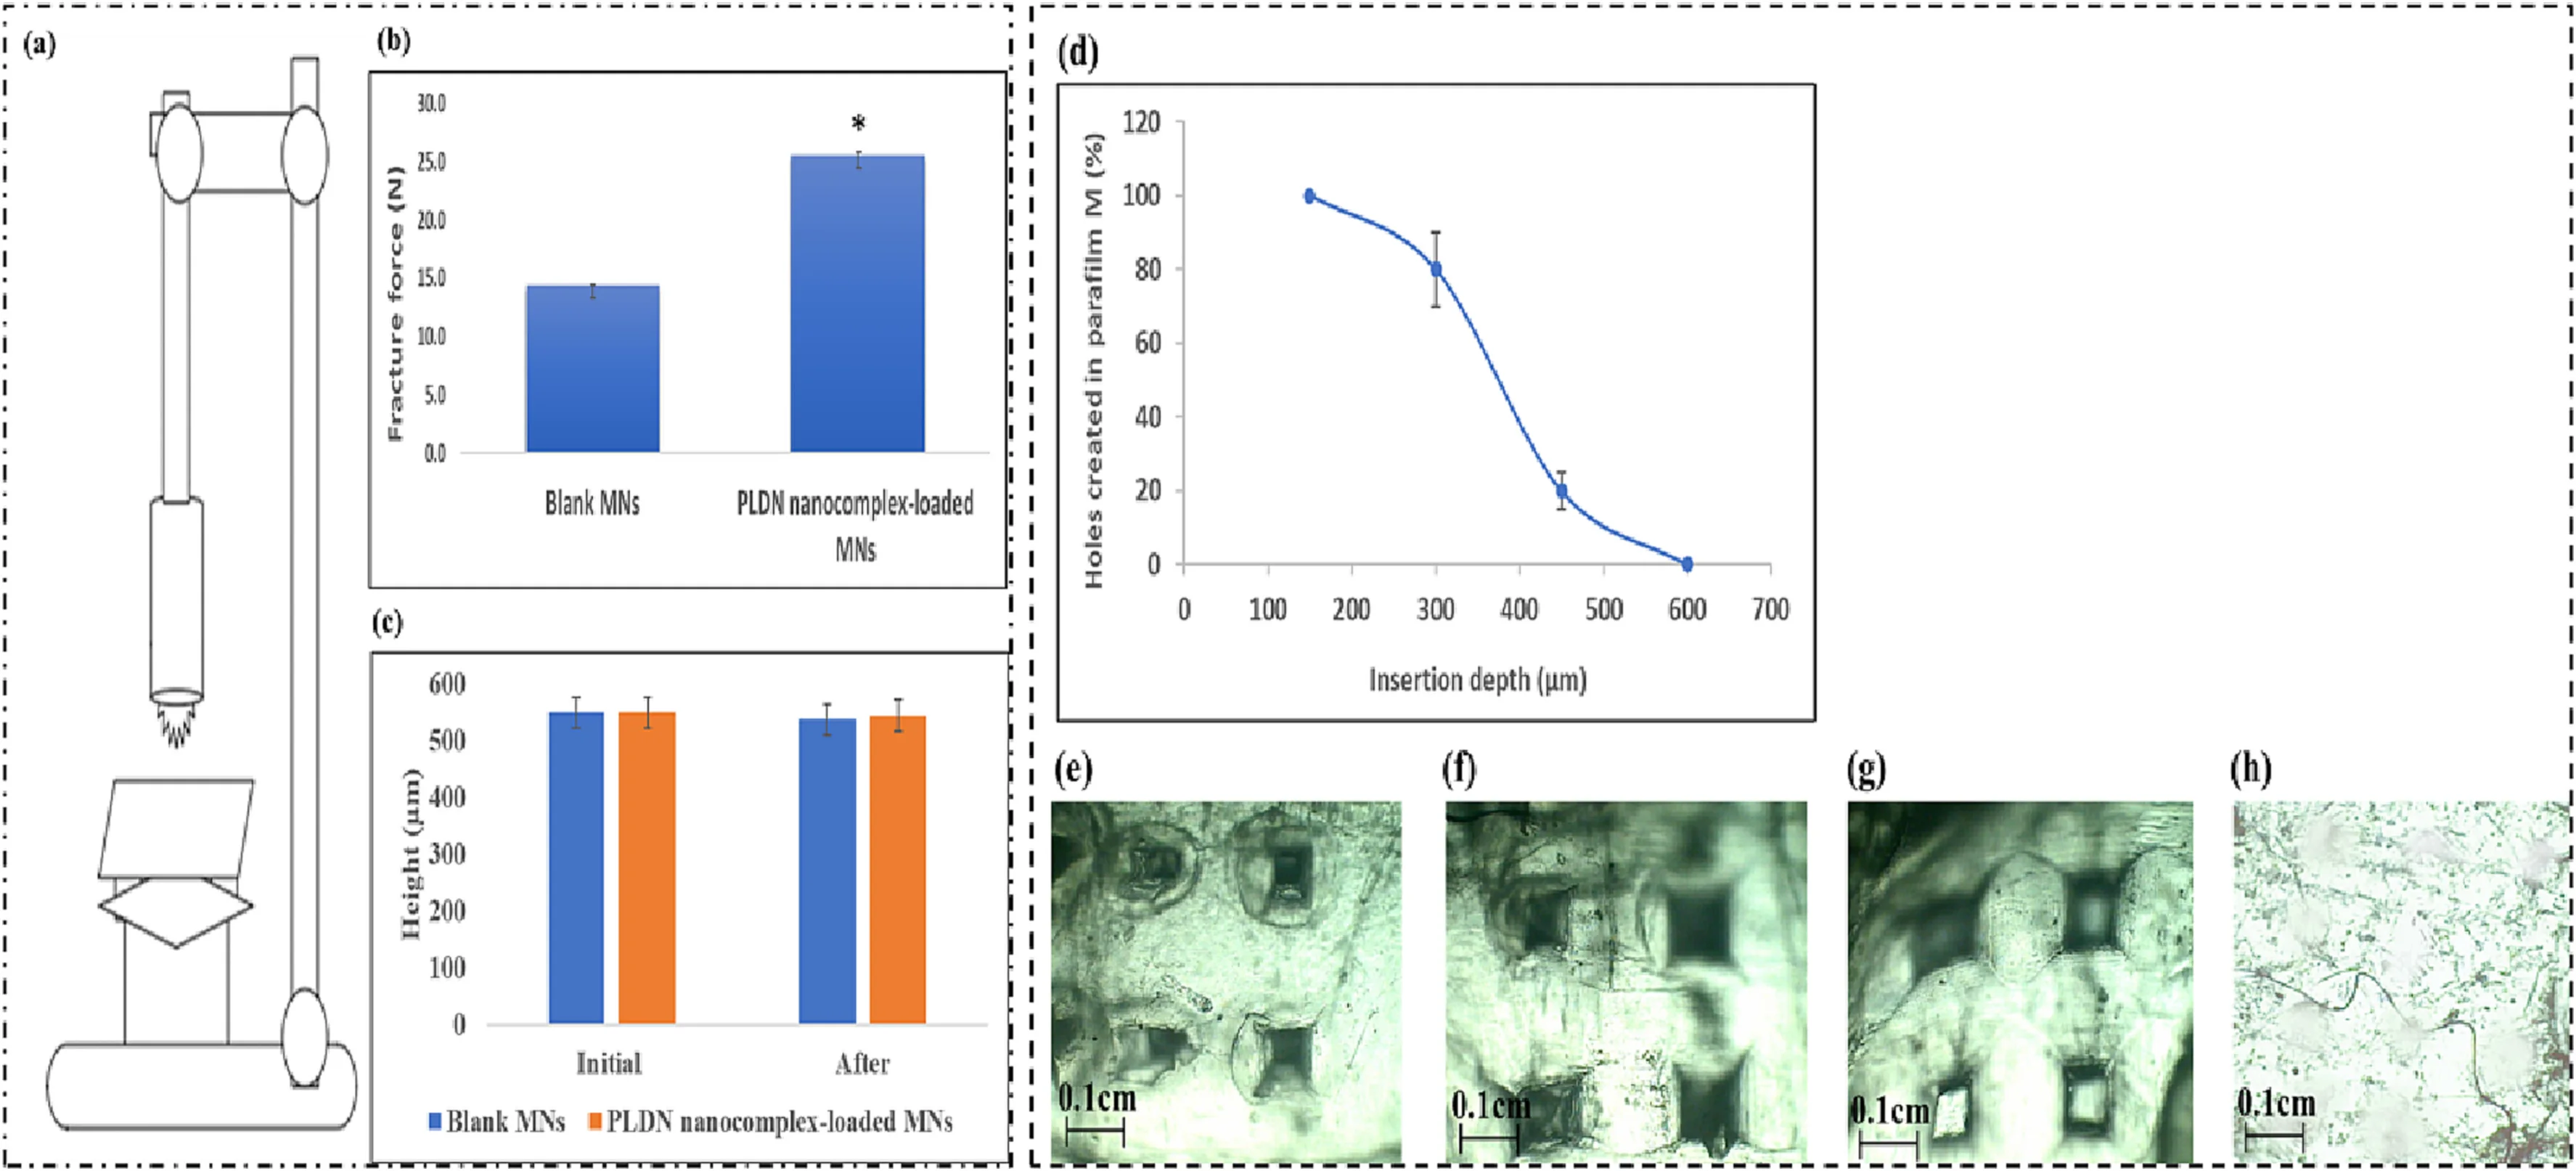 (a)
(b)
30.0
25.0
20.0
15.0
10.0
5.0
0.0
Fracture force (N)
*
Blank MNs
PLDN nanocomplex-loaded
MNs
(c)
600
500
400
300
200
100
0
Height (µm)
Initial
After
Blank MNs
PLDN nanocomplex-loaded MNs
(d)
120
100
80
60
40
20
0
Holes created in parafilm M (%)
0 100 200 300 400 500 600 700
Insertion depth (µm)
(e)
(f)
(g)
(h)
0.1cm
0.1cm
0.1cm
0.1cm